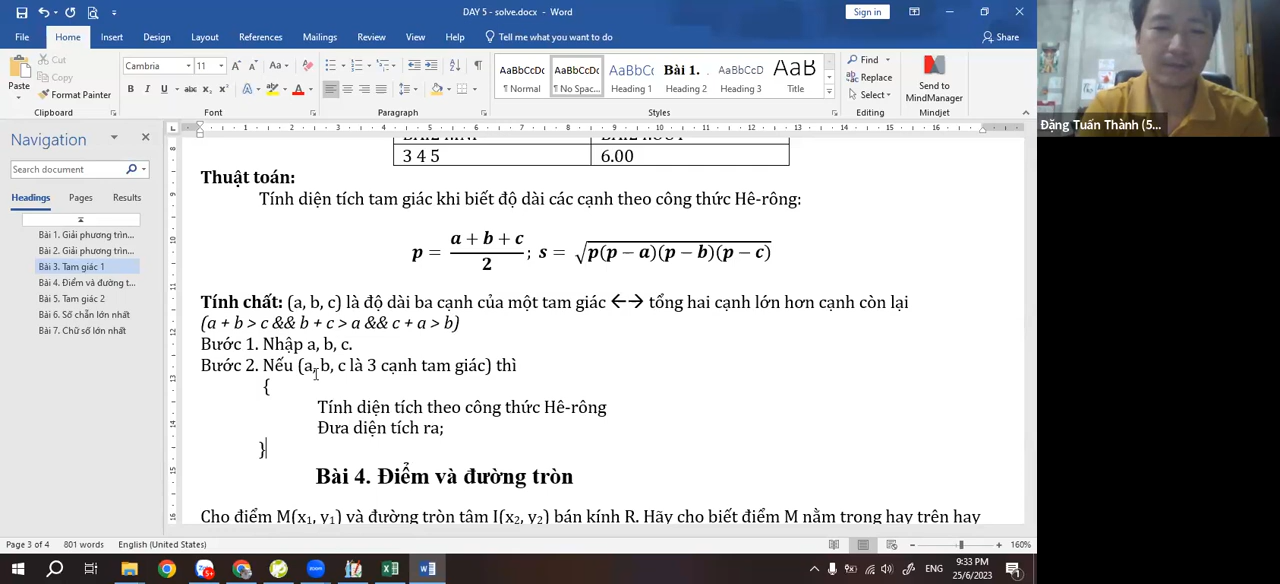 DAY 5 - solve.docx - Word
Sign in
File Home Insert Design Layout References Mailings Review View Help Tell me what you want to do
Share
Paste
Cut
Copy
Format Painter
Clipboard
Cambria 11
Font
Paragraph
AaBbCcDc AaBbCcDc AaBbCc Bài 1. AaBbCcD AaB
¶ Normal ¶ No Spac... Heading 1 Heading 2 Heading 3 Title
Styles
Find
Replace
Select
Editing
Send to
MindManager
Mindjet
Đặng Tuấn Thành (5...
Navigation
Search document
Headings Pages Results
Bài 1. Giải phương trìn...
Bài 2. Giải phương trìn...
Bài 3. Tam giác 1
Bài 4. Điểm và đường t...
Bài 5. Tam giác 2
Bài 6. Số chẵn lớn nhất
Bài 7. Chữ số lớn nhất
3 4 5 6.00
Thuật toán:
Tính diện tích tam giác khi biết độ dài các cạnh theo công thức Hê-rông:
p = (a + b + c)/2; s = √p(p − a)(p − b)(p − c)
Tính chất: (a, b, c) là độ dài ba cạnh của một tam giác ←→ tổng hai cạnh lớn hơn cạnh còn lại
(a + b > c && b + c > a && c + a > b)
Bước 1. Nhập a, b, c.
Bước 2. Nếu (a, b, c là 3 cạnh tam giác) thì
{
Tính diện tích theo công thức Hê-rông
Đưa diện tích ra;
}
Bài 4. Điểm và đường tròn
Cho điểm M(x₁, y₁) và đường tròn tâm I(x₂, y₂) bán kính R. Hãy cho biết điểm M nằm trong hay trên hay
Page 3 of 4 801 words English (United States)
160%
ENG
9:33 PM
25/6/2023